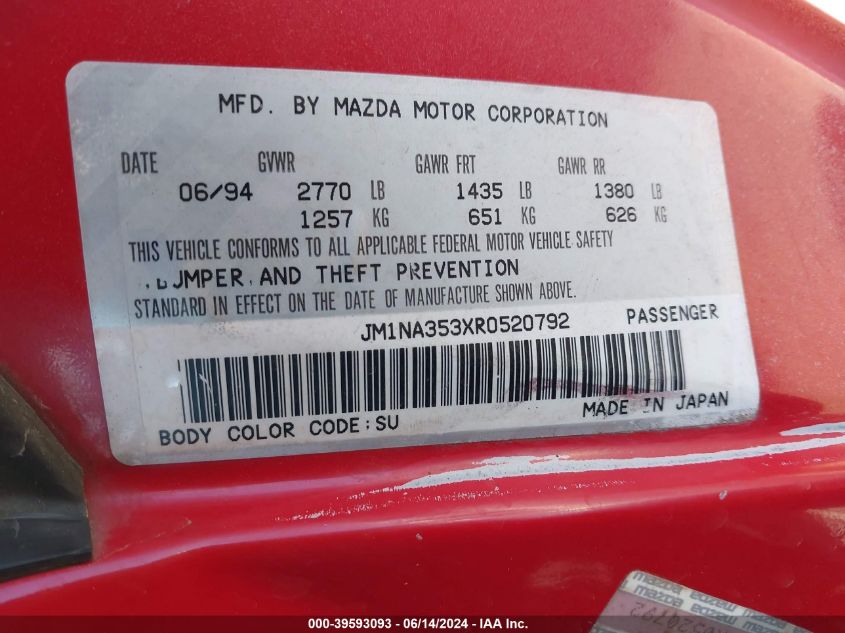 MFD. BY MAZDA MOTOR CORPORATION
DATE GVWR GAWR FRT GAWR RR
06/94 2770 LB 1435 LB 1380 LB
1257 KG 651 KG 626 KG
THIS VEHICLE CONFORMS TO ALL APPLICABLE FEDERAL MOTOR VEHICLE SAFETY
, BUMPER, AND THEFT PREVENTION
STANDARD IN EFFECT ON THE DATE OF MANUFACTURE SHOWN ABOVE.
JM1NA353XR0520792 PASSENGER
MADE IN JAPAN
BODY COLOR CODE:SU
mazda mazda mazda
000-39593093 - 06/14/2024 - IAA Inc.